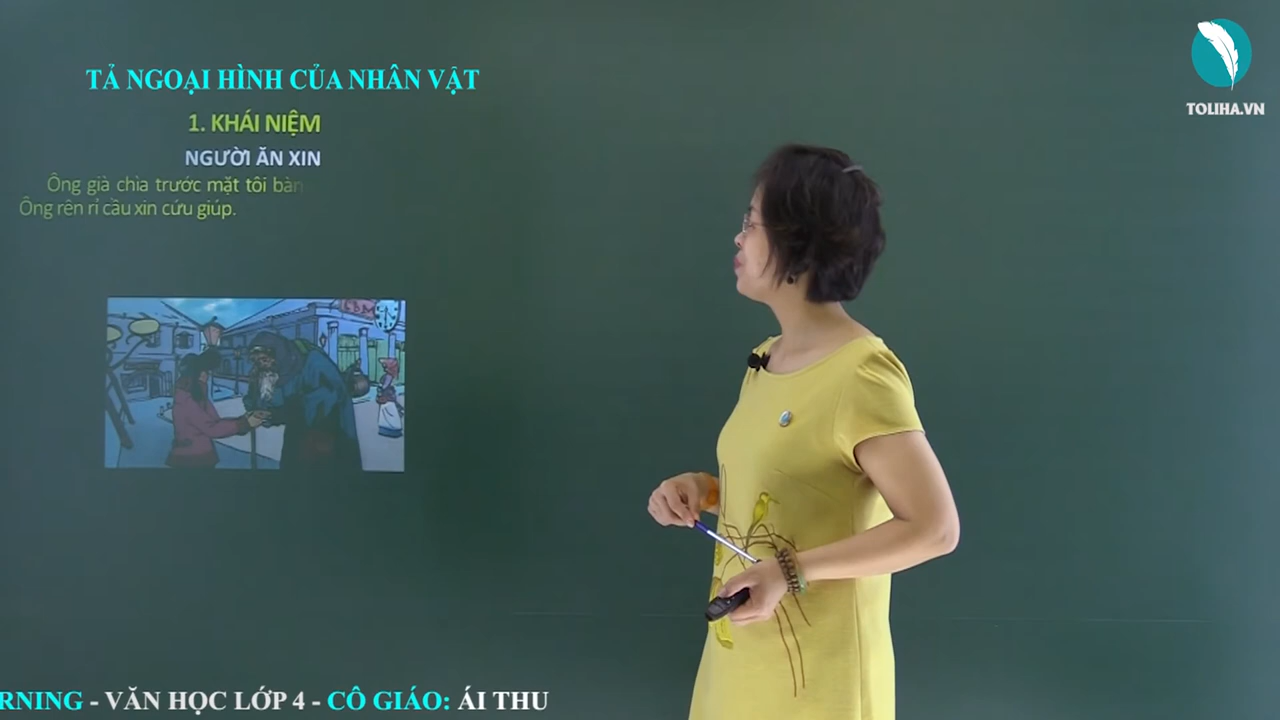 TẢ NGOẠI HÌNH CỦA NHÂN VẬT
1. KHÁI NIỆM
NGƯỜI ĂN XIN
Ông già chìa trước mặt tôi bàn
Ông rên rỉ cầu xin cứu giúp.
TOLIHA.VN
RNING - VĂN HỌC LỚP 4 - CÔ GIÁO: ÁI THU